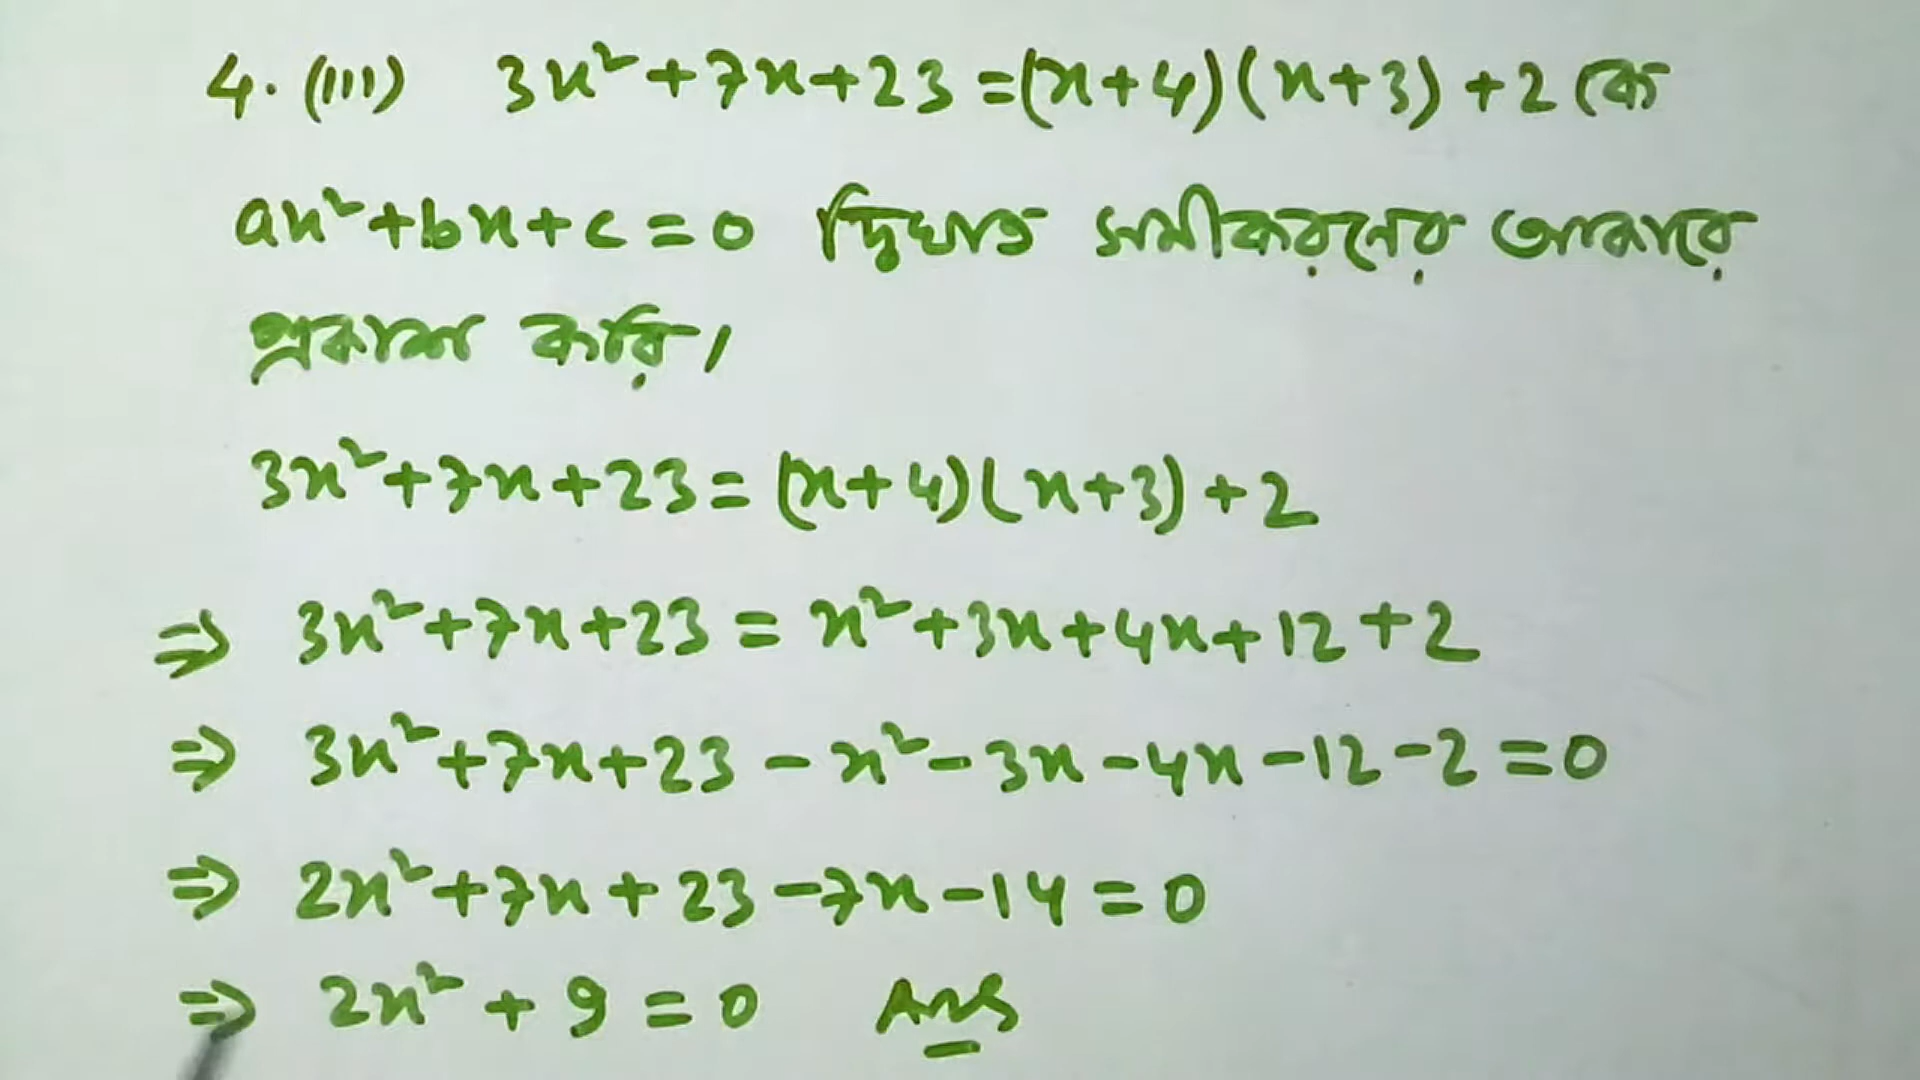 4. (III) 3x²+7x+23=(x+4)(x+3)+2 কে
ax²+bx+c=0 দ্বিঘাত সমীকরনের আকারে
প্রকাশ করি,
3x²+7x+23=(x+4)(x+3)+2
⇒ 3x²+7x+23=x²+3x+4x+12+2
⇒ 3x²+7x+23-x²-3x-4x-12-2=0
⇒ 2x²+7x+23-7x-14=0
⇒ 2x²+9=0 Ans